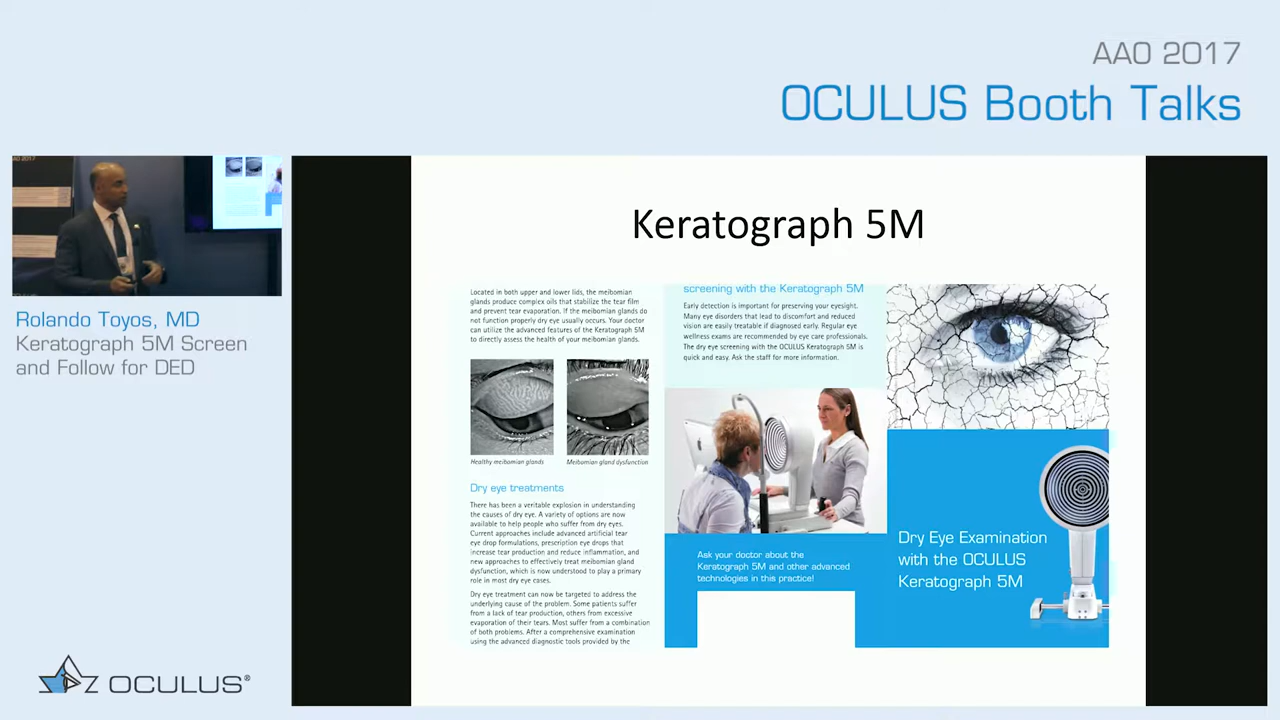 AAO 2017
OCULUS Booth Talks
Rolando Toyos, MD
Keratograph 5M Screen
and Follow for DED
OCULUS®
Keratograph 5M
Located in both upper and lower lids, the meibomian
glands produce complex oils that stabilize the tear film
and prevent tear evaporation. If the meibomian glands do
not function properly dry eye usually occurs. Your doctor
can utilize the advanced features of the Keratograph 5M
to directly assess the health of your meibomian glands.
Healthy meibomian glands
Meibomian gland dysfunction
Dry eye treatments
There has been a veritable explosion in understanding
the causes of dry eye. A variety of options are now
available to help people who suffer from dry eyes.
Current approaches include advanced artificial tear
eye drop formulations, prescription eye drops that
increase tear production and reduce inflammation, and
new approaches to effectively treat meibomian gland
dysfunction, which is now understood to play a primary
role in most dry eye cases.
Dry eye treatment can now be targeted to address the
underlying cause of the problem. Some patients suffer
from a lack of tear production, others from excessive
evaporation of their tears. Most suffer from a combination
of both problems. After a comprehensive examination
using the advanced diagnostic tools provided by the
screening with the Keratograph 5M
Early detection is important for preserving your eyesight.
Many eye disorders that lead to discomfort and reduced
vision are easily treatable if diagnosed early. Regular eye
wellness exams are recommended by eye care professionals.
The dry eye screening with the OCULUS Keratograph 5M is
quick and easy. Ask the staff for more information.
Ask your doctor about the
Keratograph 5M and other advanced
technologies in this practice!
Dry Eye Examination
with the OCULUS
Keratograph 5M